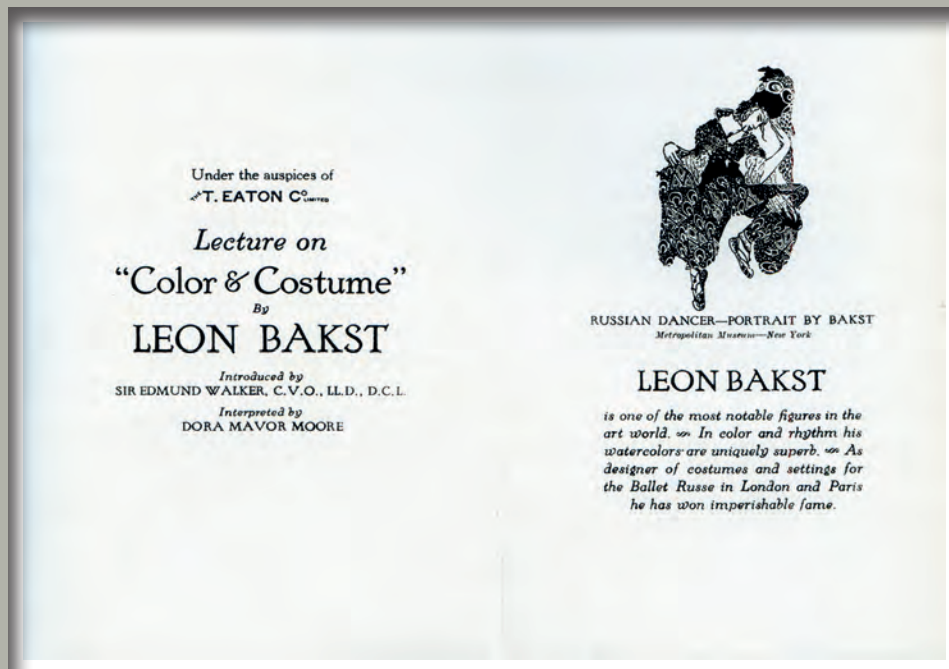 Under the auspices of
THE T. EATON Co LIMITED
Lecture on
"Color & Costume"
By
LEON BAKST
Introduced by
SIR EDMUND WALKER, C.V.O., LL.D., D.C.L.
Interpreted by
DORA MAVOR MOORE
RUSSIAN DANCER—PORTRAIT BY BAKST
Metropolitan Museum—New York
LEON BAKST
is one of the most notable figures in the
art world. In color and rhythm his
watercolors are uniquely superb. As
designer of costumes and settings for
the Ballet Russe in London and Paris
he has won imperishable fame.